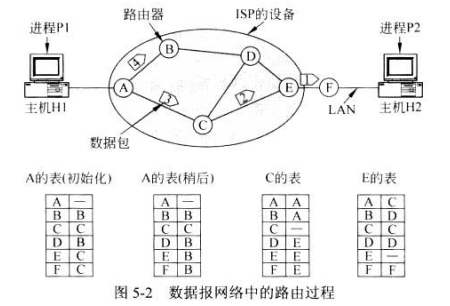 路由器
ISP的设备
进程P1
进程P2
B
D
4
A
3
2
E
1
F
C
主机H1
主机H2
LAN
数据包
A的表(初始化) A的表(稍后) C的表 E的表
A — A — A A A C
B B B B B A B D
C C C C C — C C
D B D B D E D D
E C E B E E E —
F C F B F E F F
图 5-2 数据报网络中的路由过程